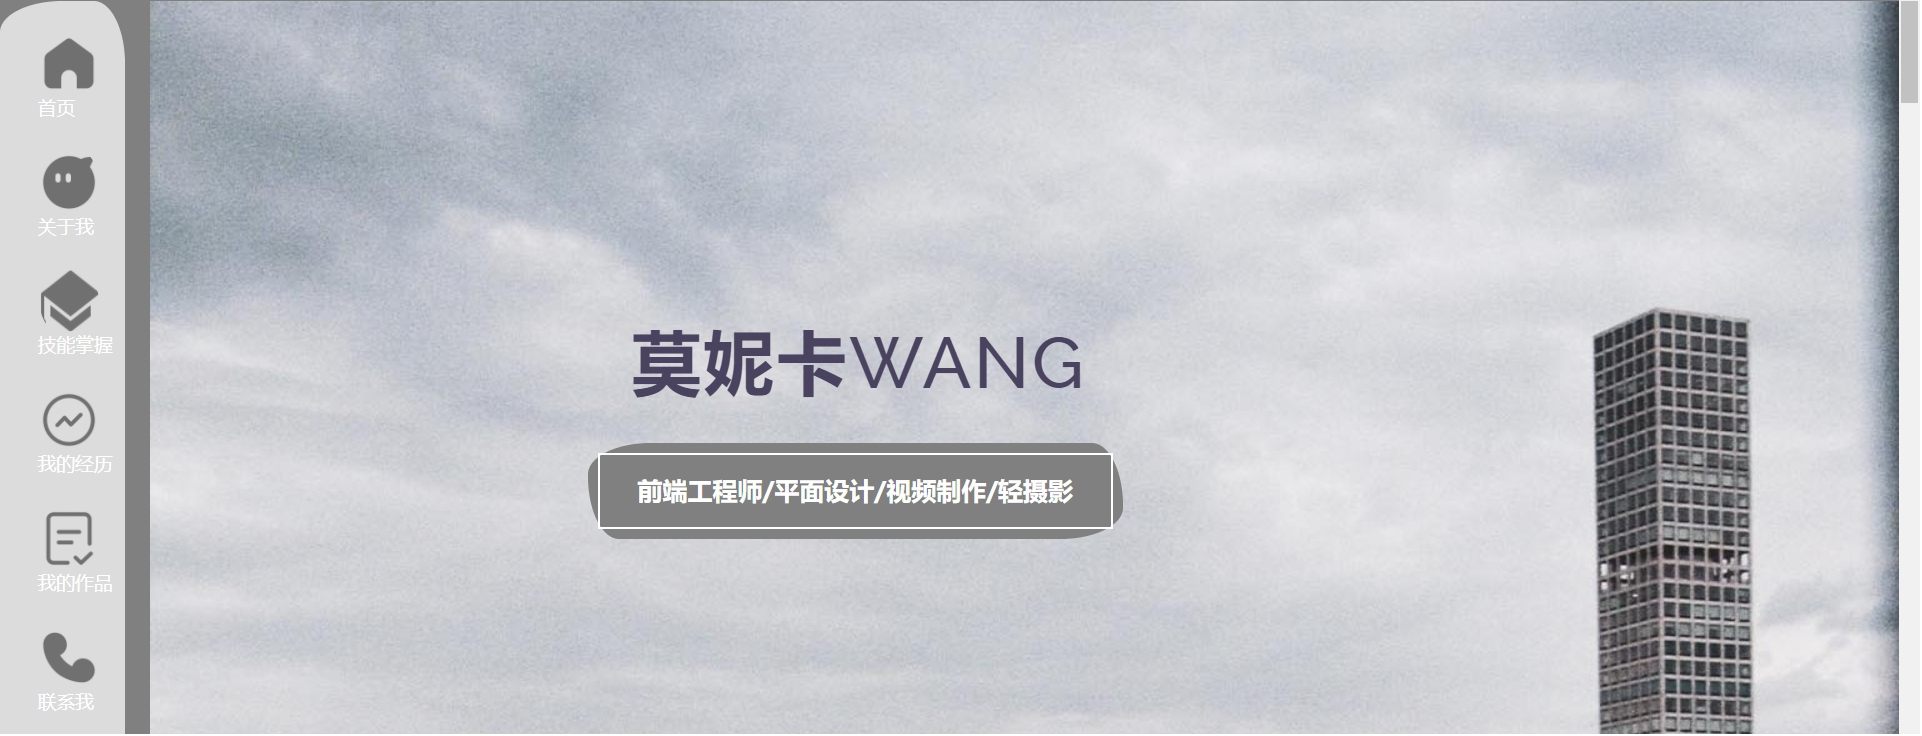 首页
关于我
技能掌握
我的经历
我的作品
联系我
莫妮卡WANG
前端工程师/平面设计/视频制作/轻摄影